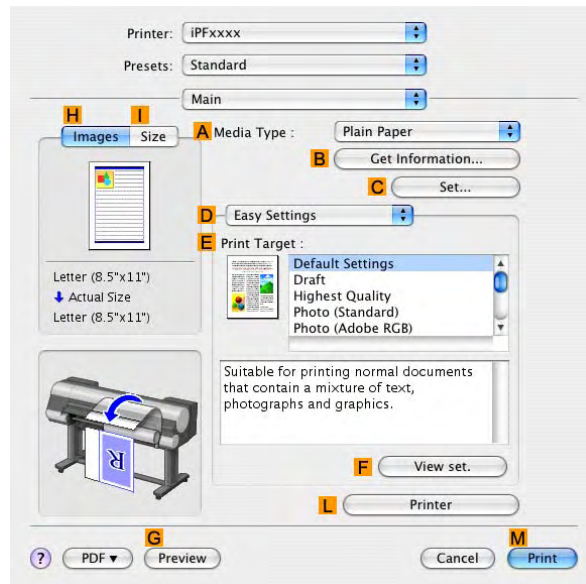 Printer: iPFxxxx
Presets: Standard
Main
H I
Images Size
A Media Type : Plain Paper
B Get Information...
C Set...
D Easy Settings
E Print Target :
Default Settings
Draft
Highest Quality
Photo (Standard)
Photo (Adobe RGB)
Letter (8.5"x11")
Actual Size
Letter (8.5"x11")
Suitable for printing normal documents
that contain a mixture of text,
photographs and graphics.
R
F View set.
L Printer
G M
? PDF ▼ Preview Cancel Print